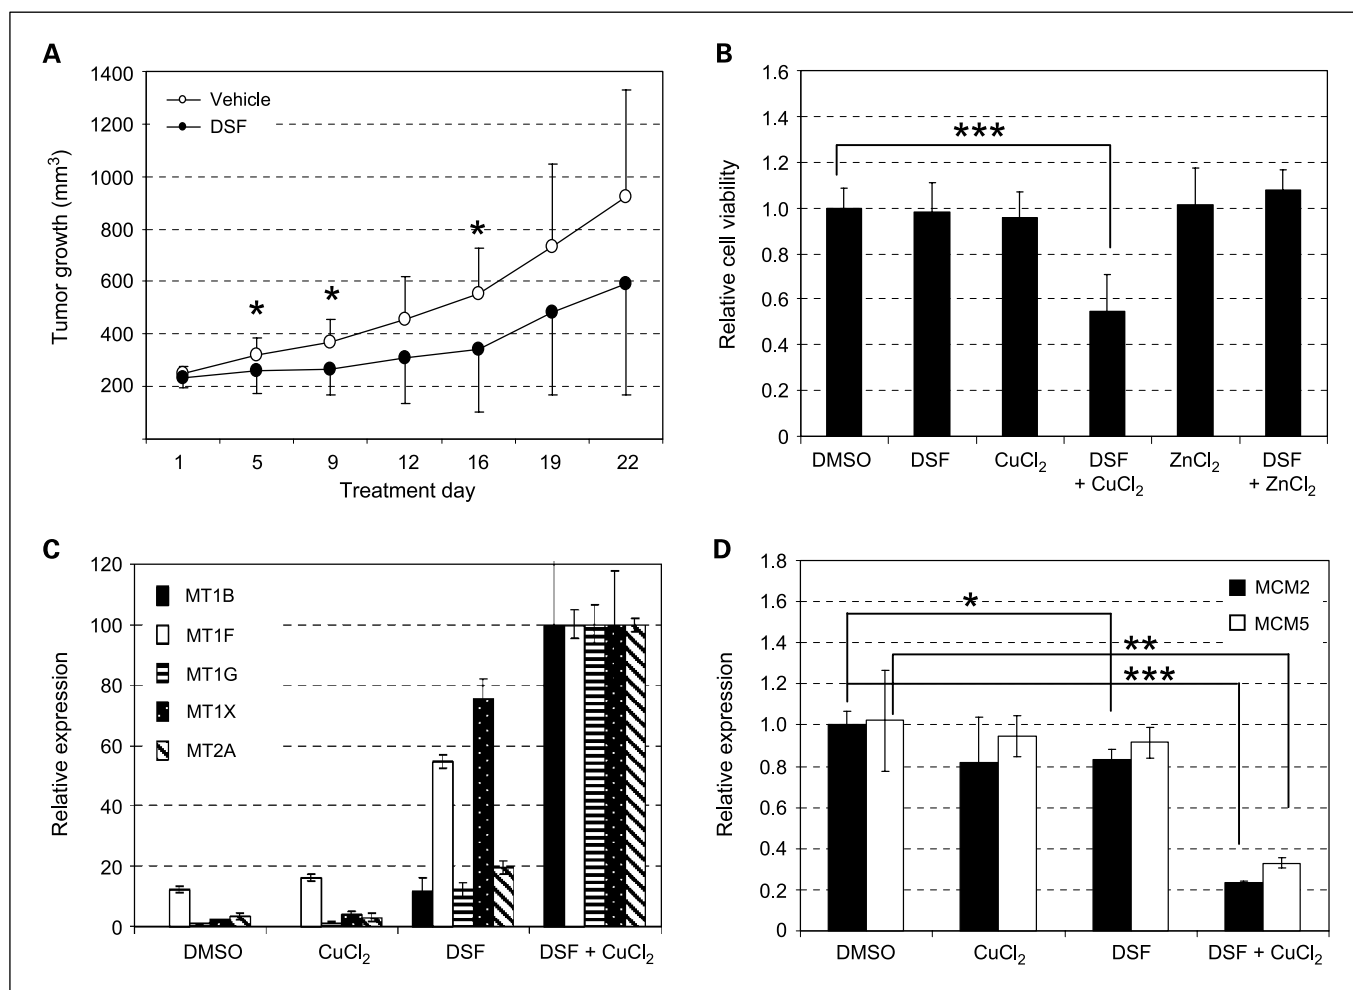 A
1400
1200
1000
800
600
400
200
Tumor growth (mm³)
Vehicle
DSF
*
*
*
1 5 9 12 16 19 22
Treatment day
B
1.6
1.4
1.2
1.0
0.8
0.6
0.4
0.2
0
Relative cell viability
***
DMSO DSF CuCl₂ DSF ZnCl₂ DSF
+ CuCl₂ + ZnCl₂
C
120
100
80
60
40
20
0
Relative expression
MT1B
MT1F
MT1G
MT1X
MT2A
DMSO CuCl₂ DSF DSF + CuCl₂
D
1.8
1.6
1.4
1.2
1.0
0.8
0.6
0.4
0.2
0
Relative expression
MCM2
MCM5
*
**
***
DMSO CuCl₂ DSF DSF + CuCl₂